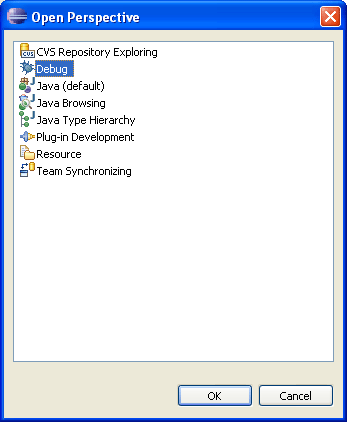 Open Perspective
CVS Repository Exploring
Debug
Java (default)
Java Browsing
Java Type Hierarchy
Plug-in Development
Resource
Team Synchronizing
OK
Cancel